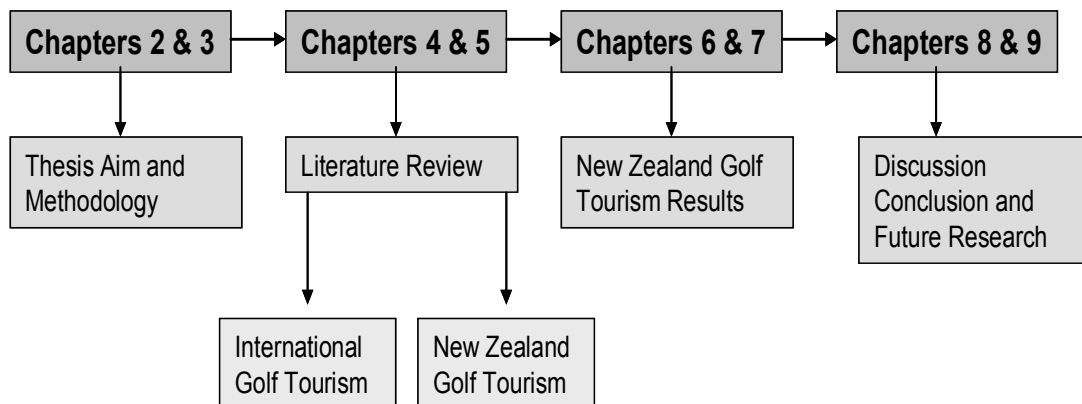 Chapters 2 & 3
Chapters 4 & 5
Chapters 6 & 7
Chapters 8 & 9
Thesis Aim and
Methodology
Literature Review
New Zealand Golf
Tourism Results
Discussion
Conclusion and
Future Research
International
Golf Tourism
New Zealand
Golf Tourism